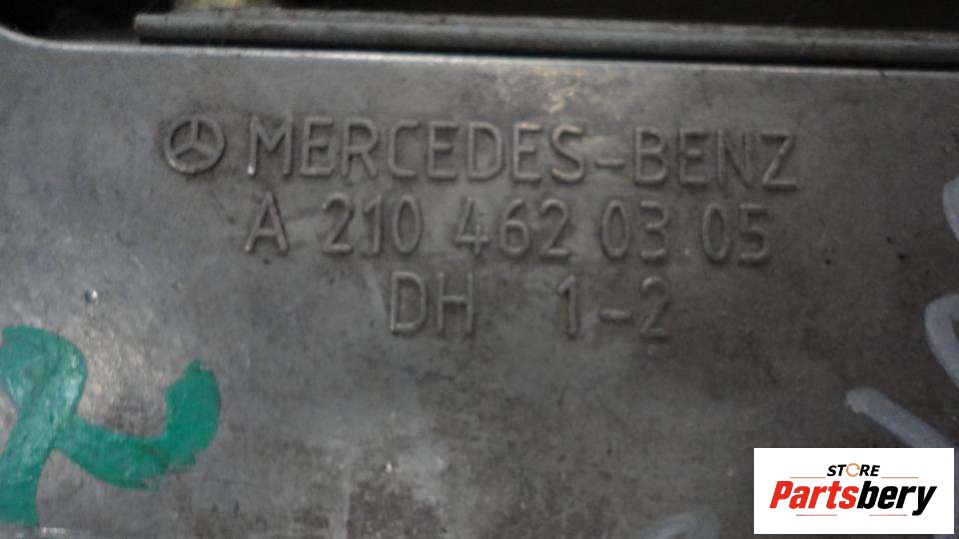 MERCEDES-BENZ
A 210 462 03 05
DH 1-2
STORE
Partsbery